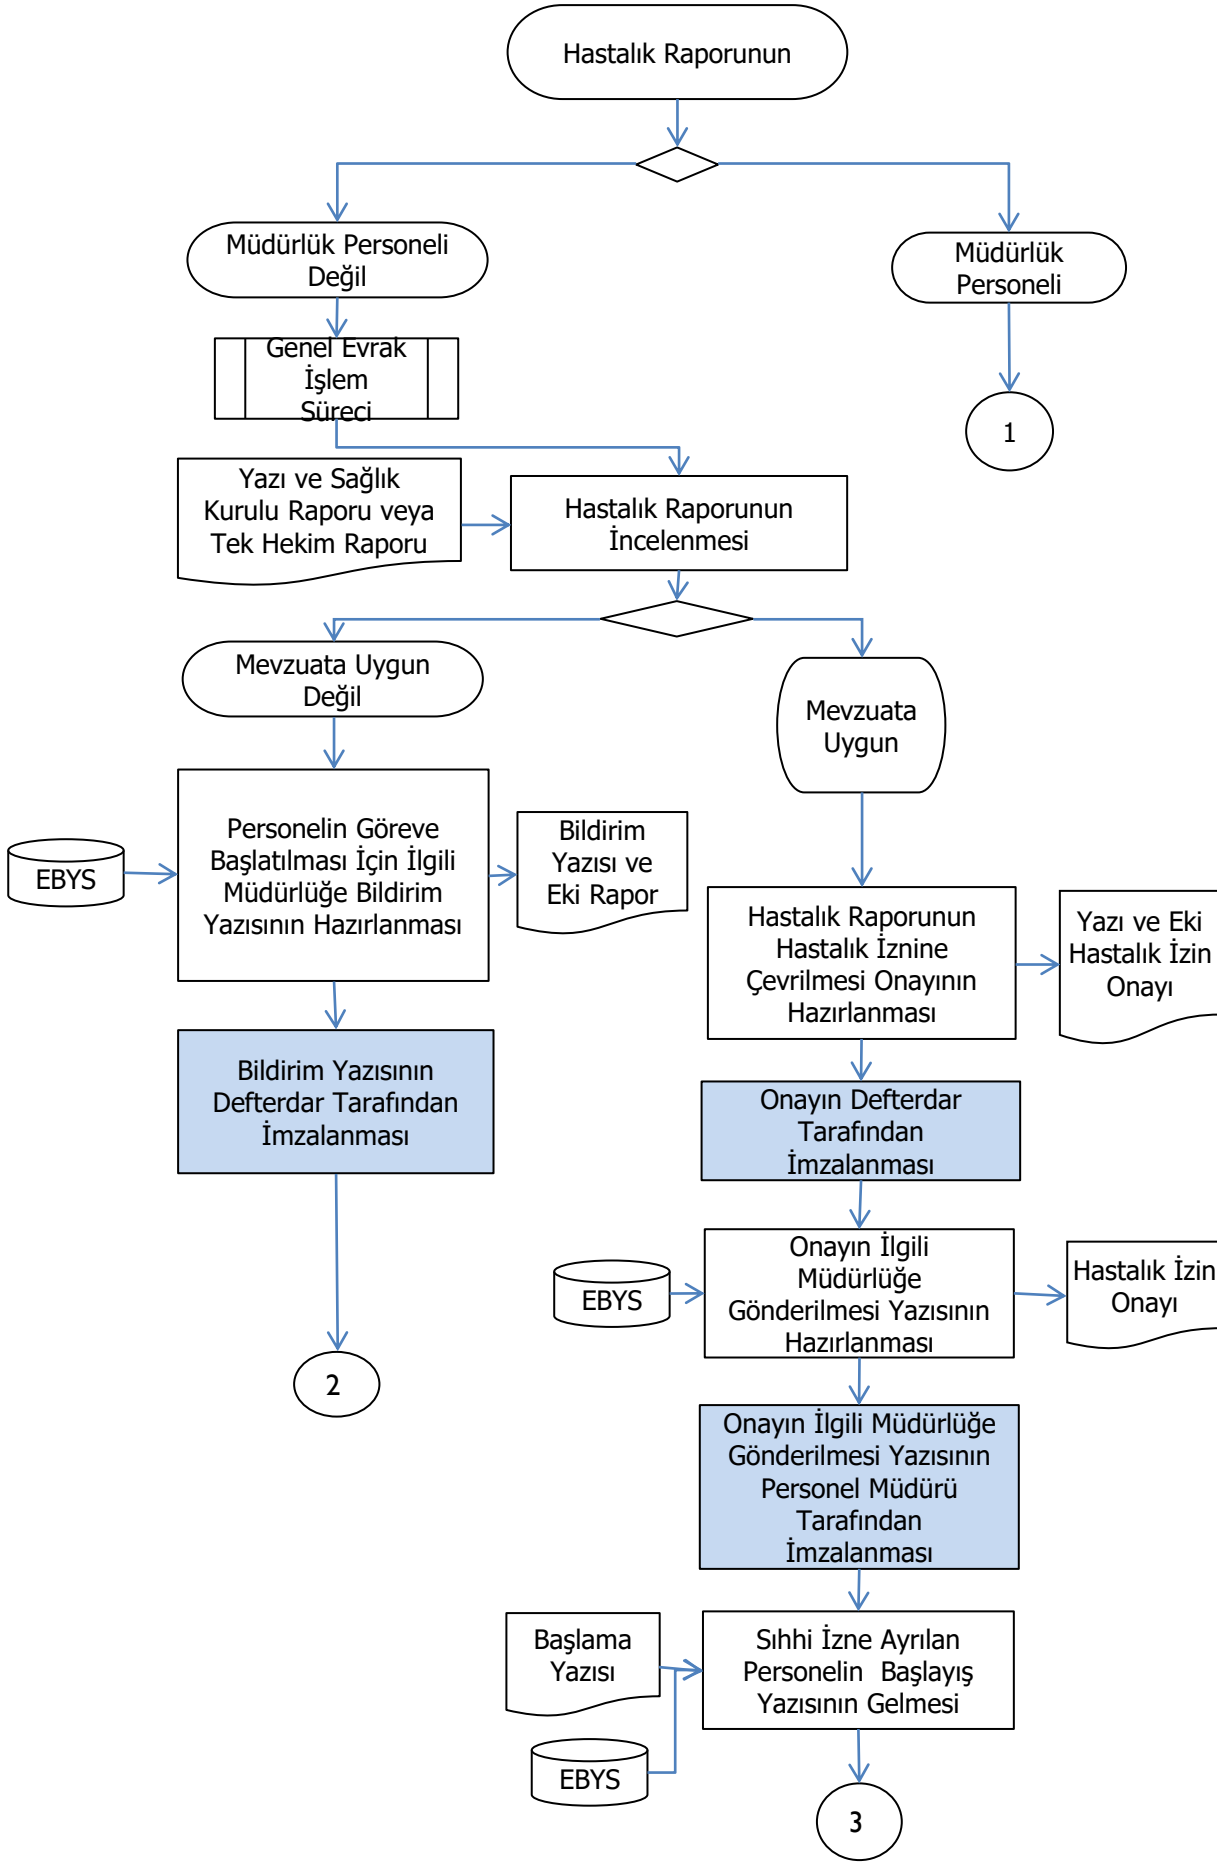 Hastalık Raporunun
Müdürlük Personeli
Değil
Müdürlük
Personeli
Genel Evrak
İşlem
Süreci
1
Yazı ve Sağlık
Kurulu Raporu veya
Tek Hekim Raporu
Hastalık Raporunun
İncelenmesi
Mevzuata Uygun
Değil
Mevzuata
Uygun
EBYS
Personelin Göreve
Başlatılması İçin İlgili
Müdürlüğe Bildirim
Yazısının Hazırlanması
Bildirim
Yazısı ve
Eki Rapor
Hastalık Raporunun
Hastalık İznine
Çevrilmesi Onayının
Hazırlanması
Yazı ve Eki
Hastalık İzin
Onayı
Bildirim Yazısının
Defterdar Tarafından
İmzalanması
Onayın Defterdar
Tarafından
İmzalanması
EBYS
Onayın İlgili
Müdürlüğe
Gönderilmesi Yazısının
Hazırlanması
Hastalık İzin
Onayı
2
Onayın İlgili Müdürlüğe
Gönderilmesi Yazısının
Personel Müdürü
Tarafından
İmzalanması
Başlama
Yazısı
Sıhhi İzne Ayrılan
Personelin  Başlayış
Yazısının Gelmesi
EBYS
3